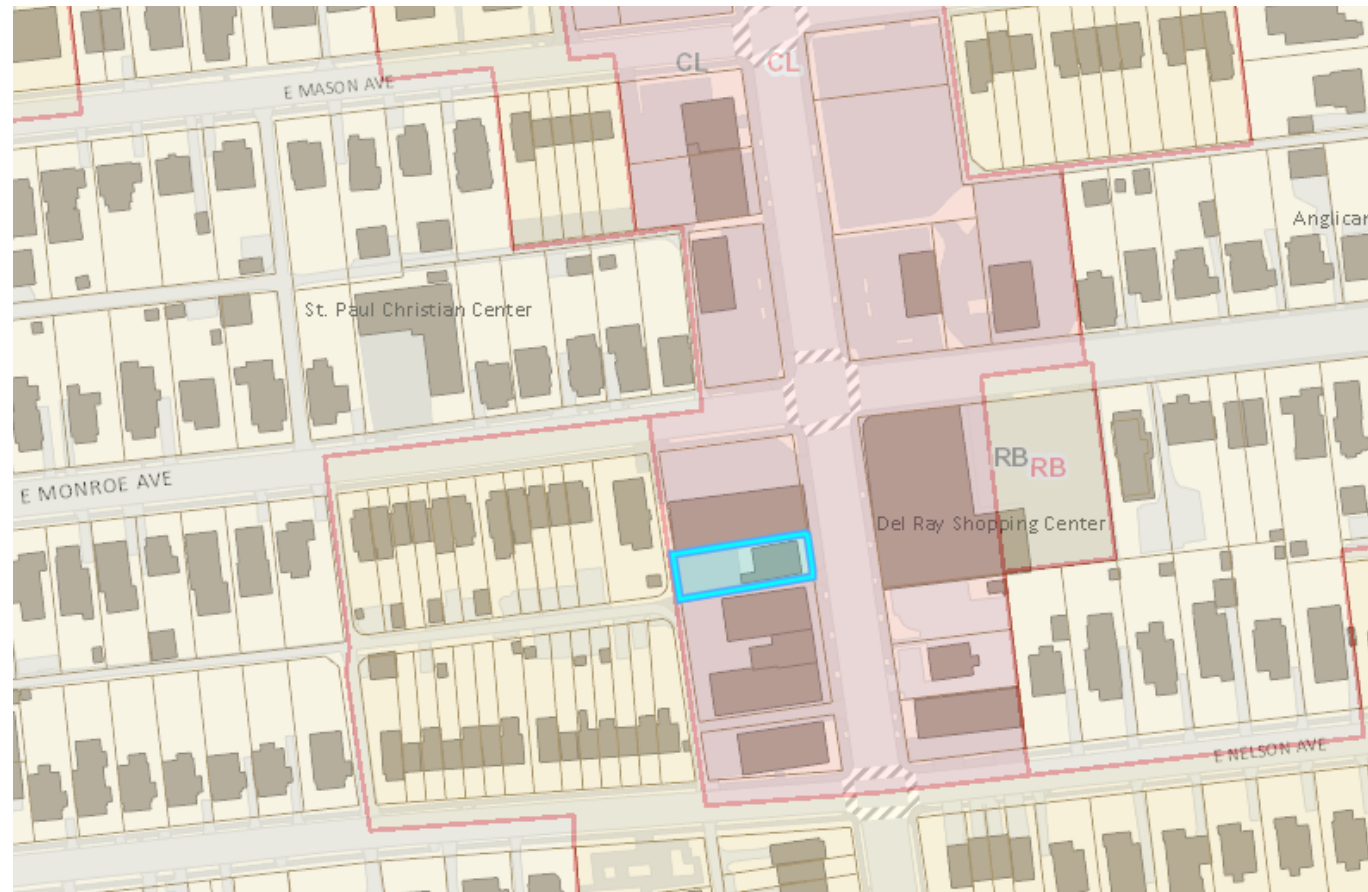 CL CL
E MASON AVE
Anglican
St. Paul Christian Center
RB RB
E MONROE AVE
Del Ray Shopping Center
E NELSON AVE